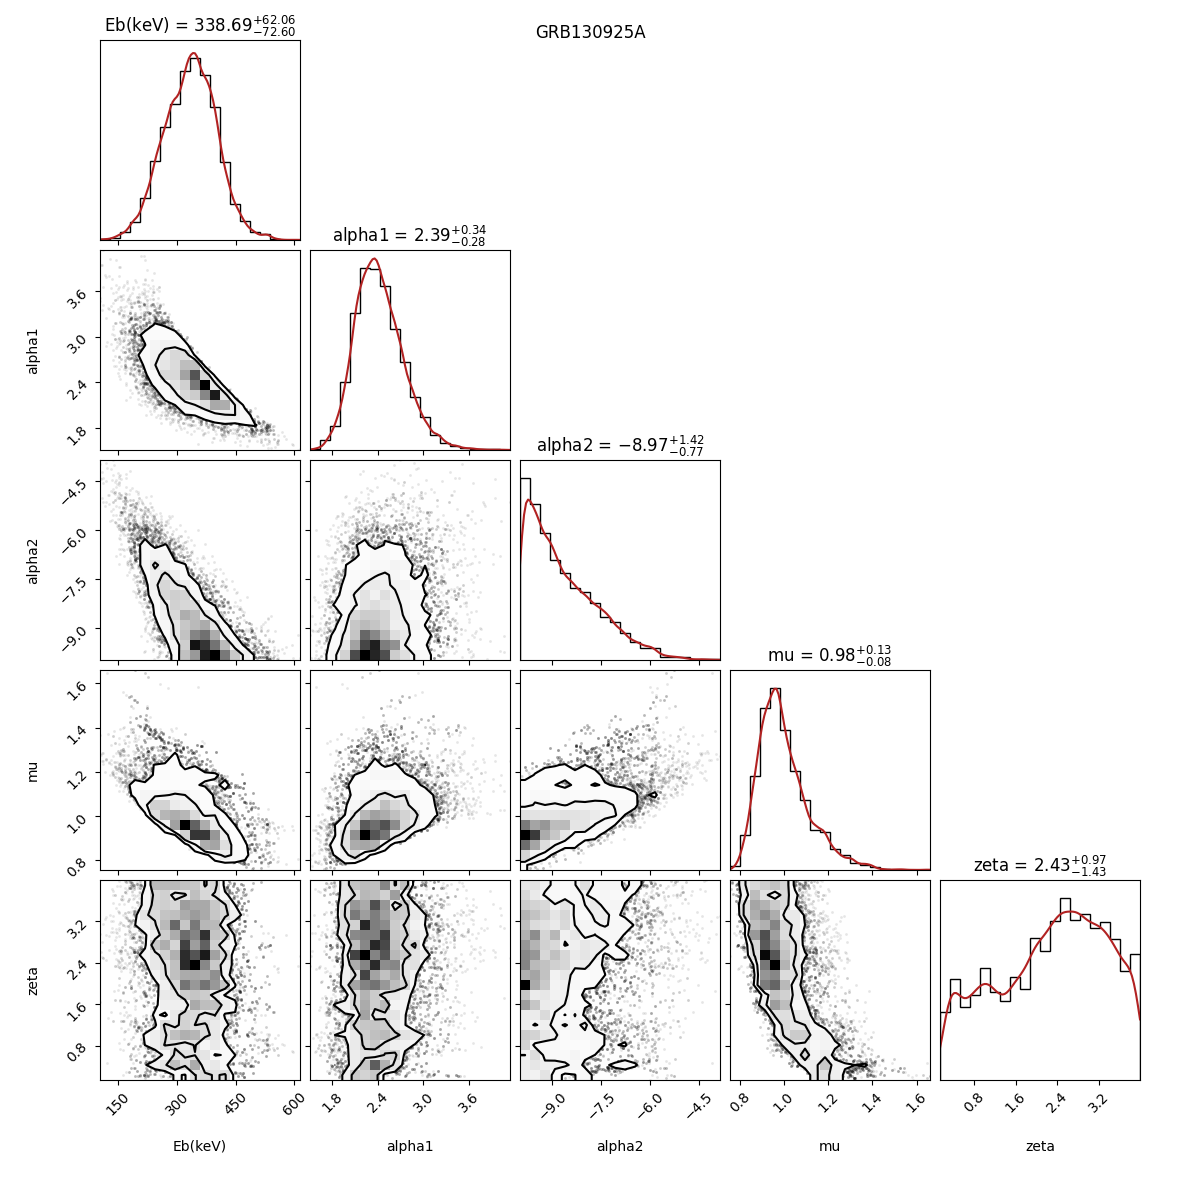 GRB130925A
Eb(keV) = 338.69+62.06 −72.60
alpha1 = 2.39+0.34 −0.28
alpha1
3.6
3.0
2.4
1.8
alpha2 = −8.97+1.42 −0.77
alpha2
−4.5
−6.0
−7.5
−9.0
mu = 0.98+0.13 −0.08
mu
1.6
1.4
1.2
1.0
0.8
zeta = 2.43+0.97 −1.43
zeta
3.2
2.4
1.6
0.8
150 300 450 600 1.8 2.4 3.0 3.6 −9.0 −7.5 −6.0 −4.5 0.8 1.0 1.2 1.4 1.6 0.8 1.6 2.4 3.2
Eb(keV) alpha1 alpha2 mu zeta